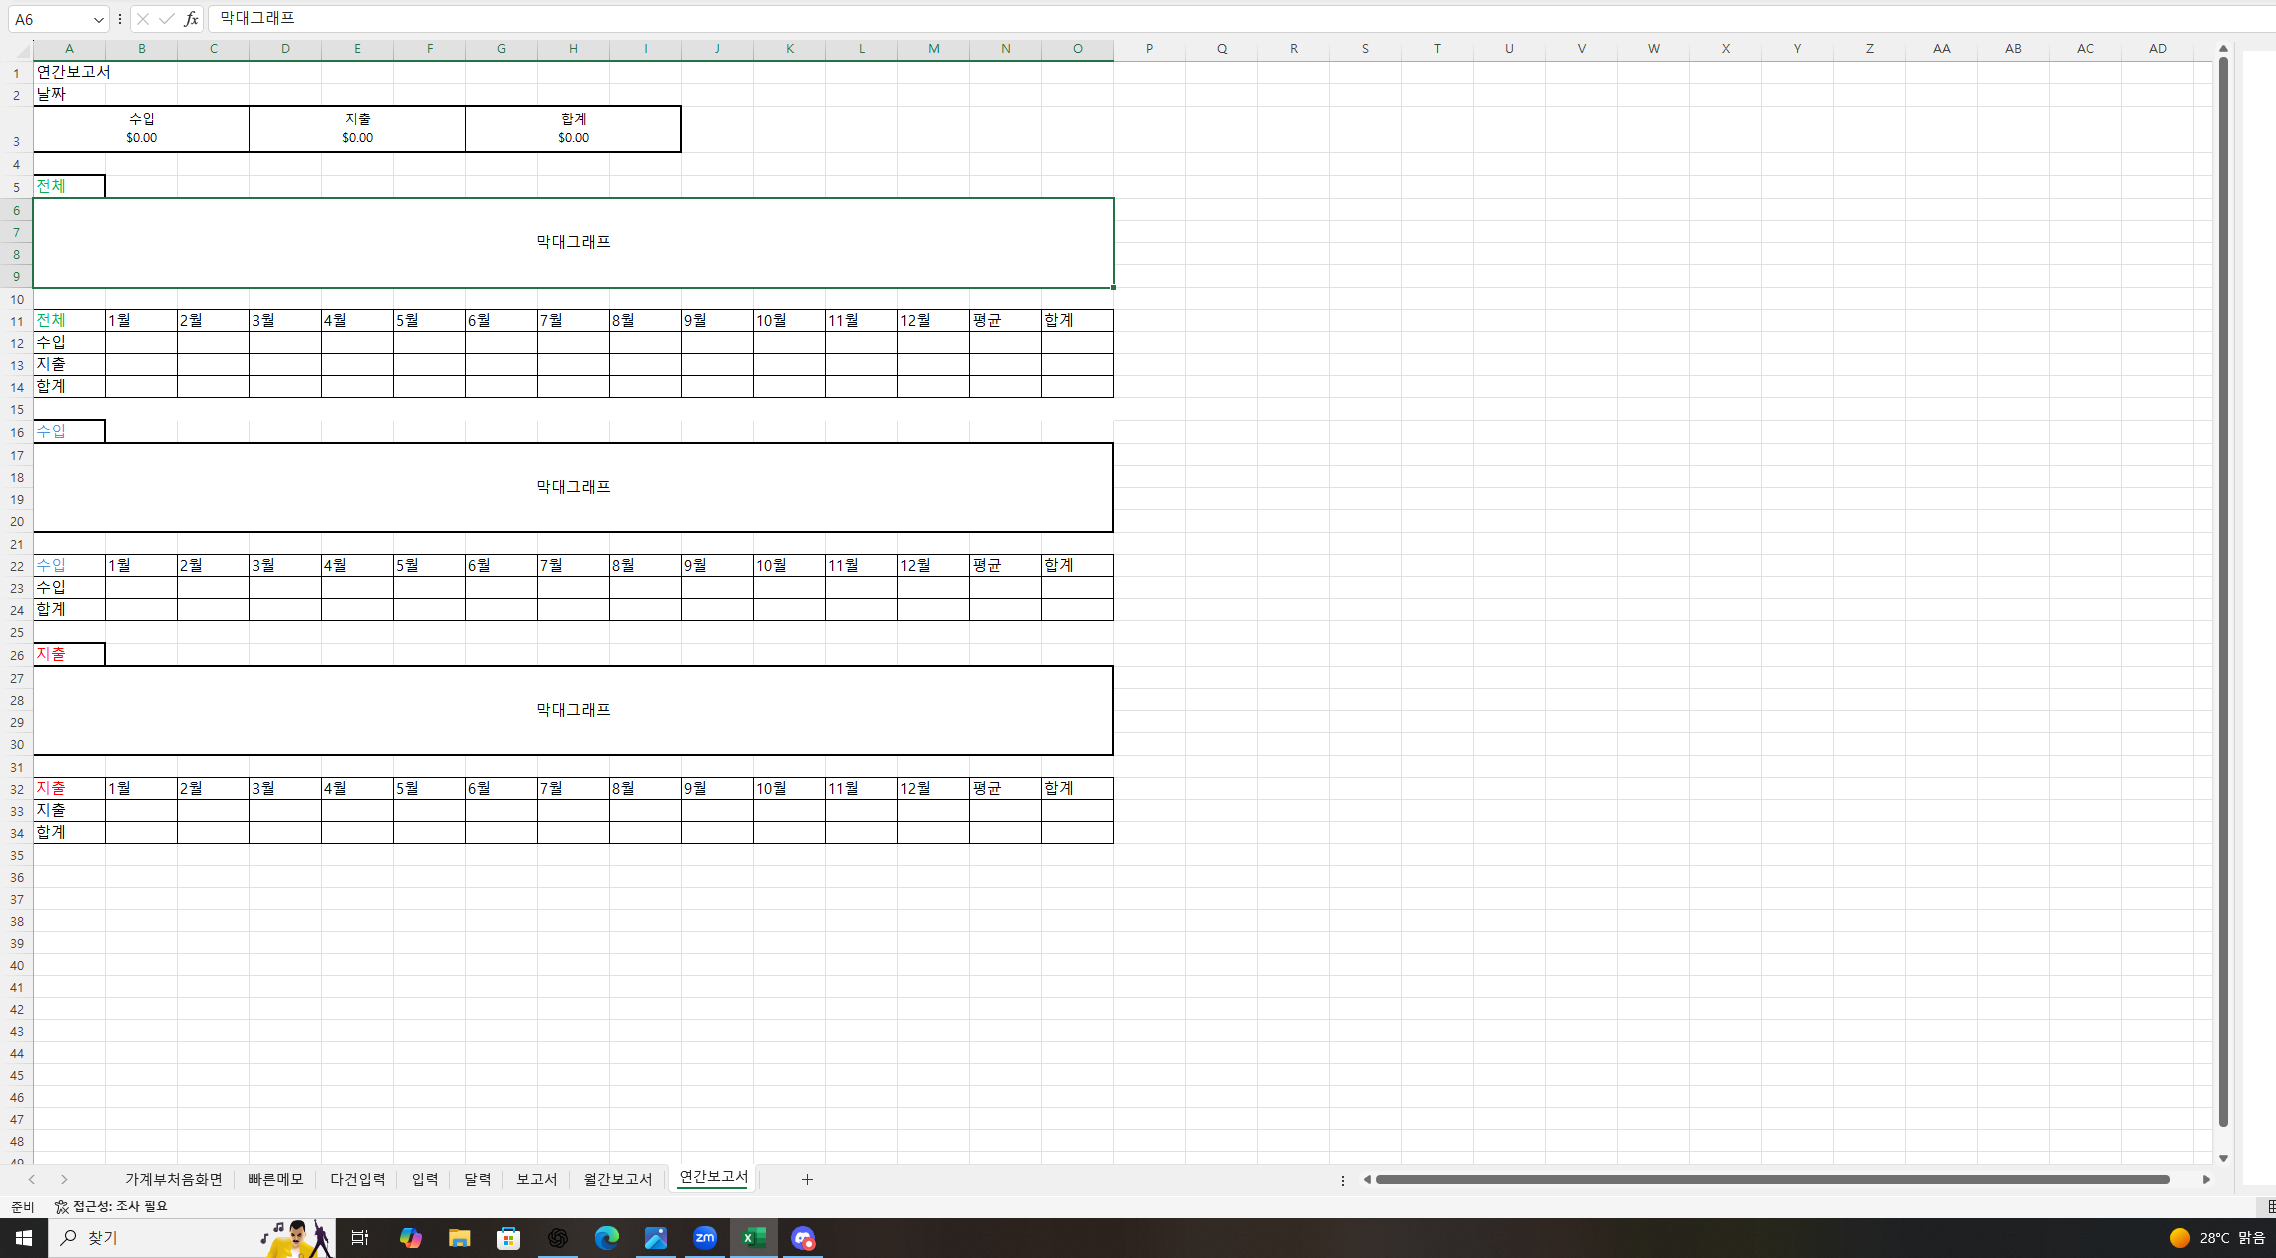 A6 fx 막대그래프
A B C D E F G H I J K L M N O P Q R S T U V W X Y Z AA AB AC AD
1 연간보고서
2 날짜
수입 지출 합계
3 $0.00 $0.00 $0.00
4
5 전체
6
7 막대그래프
8
9
10
11 전체 1월 2월 3월 4월 5월 6월 7월 8월 9월 10월 11월 12월 평균 합계
12 수입
13 지출
14 합계
15
16 수입
17
18 막대그래프
19
20
21
22 수입 1월 2월 3월 4월 5월 6월 7월 8월 9월 10월 11월 12월 평균 합계
23 수입
24 합계
25
26 지출
27
28 막대그래프
29
30
31
32 지출 1월 2월 3월 4월 5월 6월 7월 8월 9월 10월 11월 12월 평균 합계
33 지출
34 합계
35
36
37
38
39
40
41
42
43
44
45
46
47
48
49
가계부처음화면 빠른메모 다건입력 입력 달력 보고서 월간보고서 연간보고서
준비 접근성: 조사 필요
찾기 zm 28°C 맑음